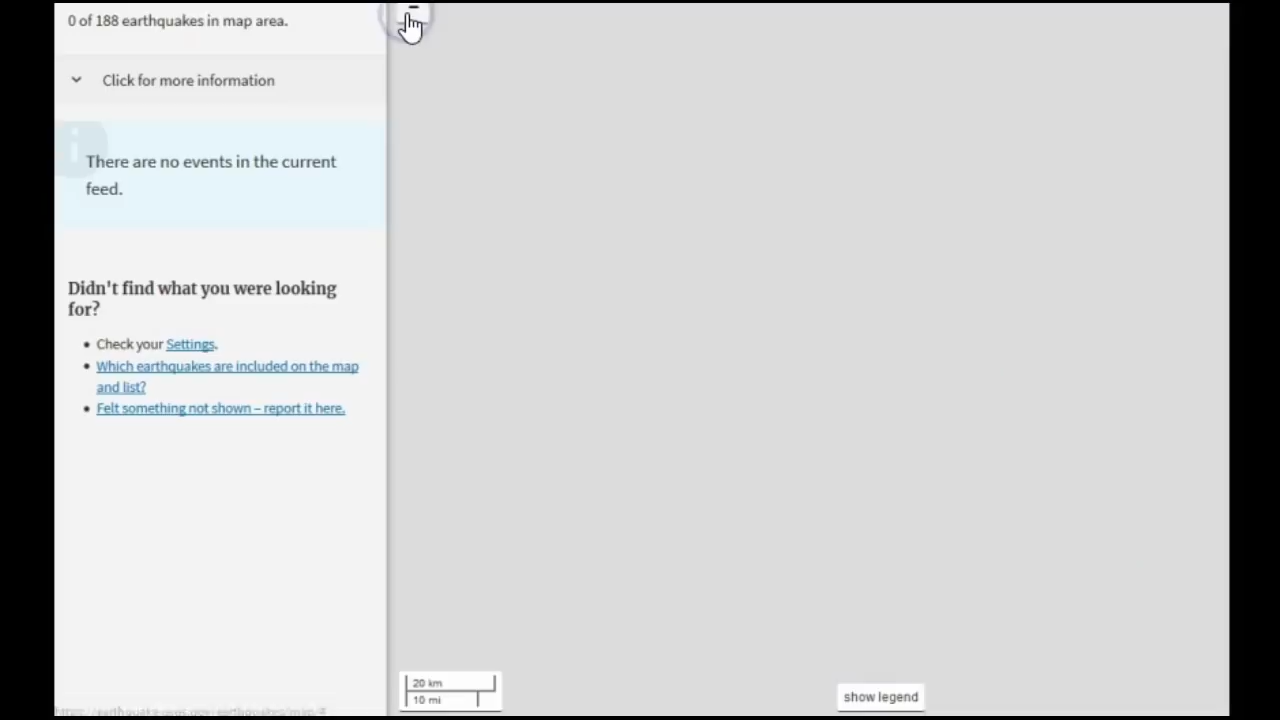 0 of 188 earthquakes in map area.
Click for more information
There are no events in the current
feed.
Didn't find what you were looking
for?
Check your Settings.
Which earthquakes are included on the map
and list?
Felt something not shown – report it here.
20 km
10 mi
show legend